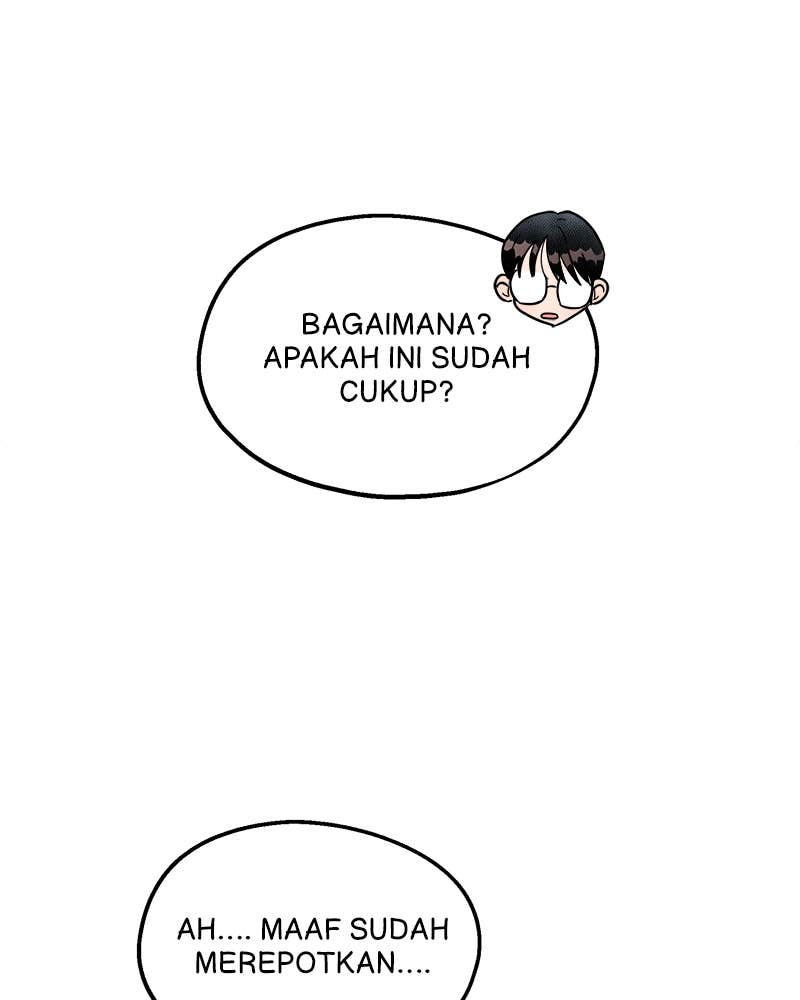 BAGAIMANA?
APAKAH INI SUDAH
CUKUP?
AH.... MAAF SUDAH
MEREPOTKAN....